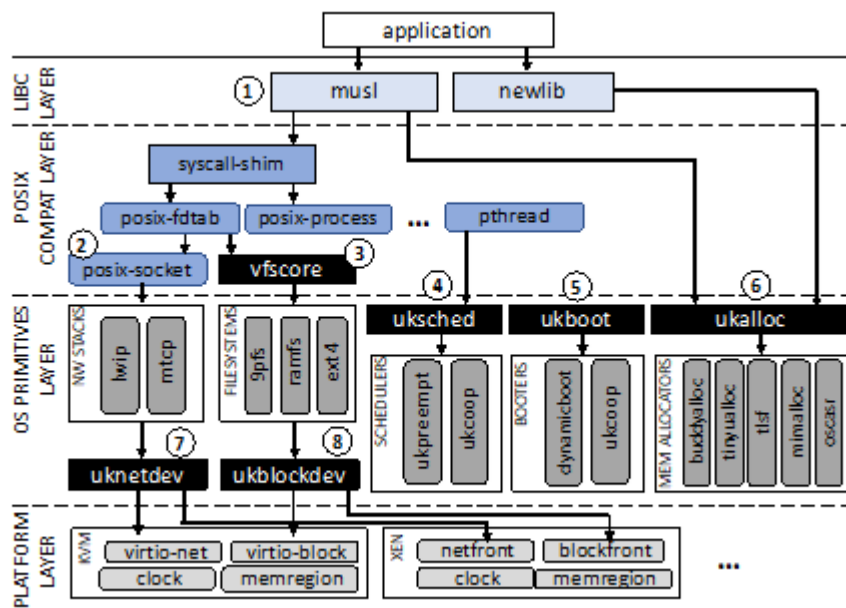 application
LIBC
LAYER
1
musl
newlib
POSIX
COMPAT LAYER
syscall-shim
posix-fdtab
posix-process
...
pthread
2
posix-socket
3
vfscore
OS PRIMITIVES
LAYER
4
uksched
5
ukboot
6
ukalloc
NW STACKS
lwip
mtcp
FILESYSTEMS
9pfs
ramfs
ext4
SCHEDULERS
ukpreempt
ukcoop
BOOTERS
dynamicboot
ukcoop
MEM ALLOCATORS
buddyalloc
tinyualloc
tlsf
mimalloc
oscasr
7
uknetdev
8
ukblockdev
PLATFORM
LAYER
KVM
virtio-net
virtio-block
clock
memregion
XEN
netfront
blockfront
clock
memregion
...